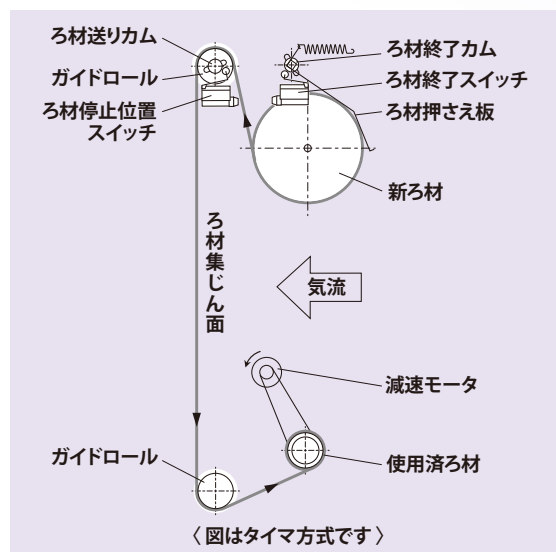 ろ材送りカム
ガイドロール
ろ材停止位置
スイッチ
ろ材終了カム
ろ材終了スイッチ
ろ材押さえ板
新ろ材
ろ材集じん面
気流
減速モータ
ガイドロール
使用済ろ材
〈 図はタイマ方式です 〉